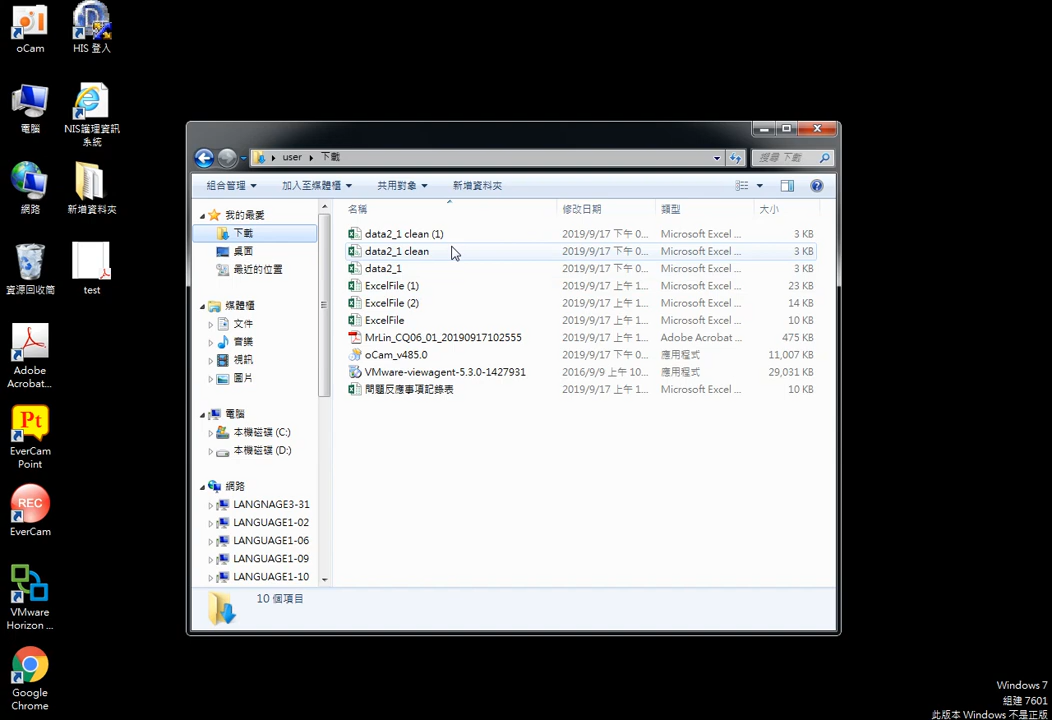 oCam
HIS 登入
電腦
NIS護理資訊
系統
網路
新增資料夾
資源回收筒
test
Adobe
Acrobat...
Pt
EverCam
Point
REC
EverCam
VMware
Horizon ...
Google
Chrome
user
下載
搜尋 下載
組合管理
加入至媒體櫃
共用對象
新增資料夾
我的最愛
下載
桌面
最近的位置
媒體櫃
文件
音樂
視訊
圖片
電腦
本機磁碟 (C:)
本機磁碟 (D:)
網路
LANGNAGE3-31
LANGUAGE1-02
LANGUAGE1-06
LANGUAGE1-09
LANGUAGE1-10
名稱 修改日期 類型 大小
data2_1 clean (1) 2019/9/17 下午 0... Microsoft Excel ... 3 KB
data2_1 clean 2019/9/17 下午 0... Microsoft Excel ... 3 KB
data2_1 2019/9/17 下午 0... Microsoft Excel ... 3 KB
ExcelFile (1) 2019/9/17 上午 1... Microsoft Excel ... 23 KB
ExcelFile (2) 2019/9/17 上午 1... Microsoft Excel ... 14 KB
ExcelFile 2019/9/17 上午 1... Microsoft Excel ... 10 KB
MrLin_CQ06_01_20190917102555 2019/9/17 上午 1... Adobe Acrobat ... 475 KB
oCam_v485.0 2019/9/17 下午 0... 應用程式 11,007 KB
VMware-viewagent-5.3.0-1427931 2016/9/9 上午 10... 應用程式 29,031 KB
問題反應事項記錄表 2019/9/17 上午 1... Microsoft Excel ... 10 KB
10 個項目
Windows 7
組建 7601
此版本 Windows 不是正版